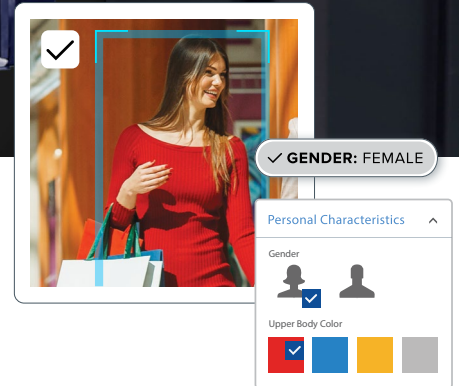 GENDER: FEMALE
Personal Characteristics
Gender
Upper Body Color